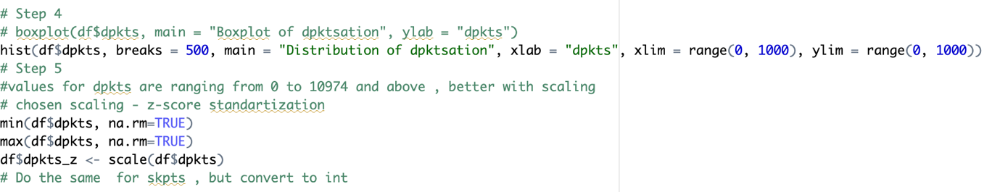 # Step 4
# boxplot(df$dpkts, main = "Boxplot of dpktsation", ylab = "dpkts")
hist(df$dpkts, breaks = 500, main = "Distribution of dpktsation", xlab = "dpkts", xlim = range(0, 1000), ylim = range(0, 1000))
# Step 5
#values for dpkts are ranging from 0 to 10974 and above , better with scaling
# chosen scaling - z-score standartization
min(df$dpkts, na.rm=TRUE)
max(df$dpkts, na.rm=TRUE)
df$dpkts_z <- scale(df$dpkts)
# Do the same  for skpts , but convert to int